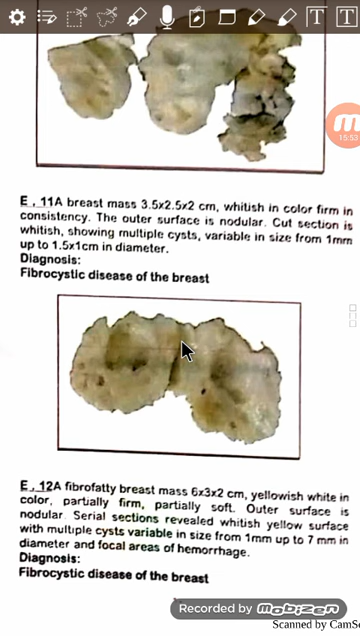 T T
15:53
E . 11A breast mass 3.5x2.5x2 cm, whitish in color firm in
consistency. The outer surface is nodular. Cut section is
whitish, showing multiple cysts, variable in size from 1mm
up to 1.5x1cm in diameter.
Diagnosis:
Fibrocystic disease of the breast
E . 12A fibrofatty breast mass 6x3x2 cm, yellowish white in
color, partially firm, partially soft. Outer surface is
nodular. Serial sections revealed whitish yellow surface
with multiple cysts variable in size from 1mm up to 7 mm in
diameter and focal areas of hemorrhage.
Diagnosis:
Fibrocystic disease of the breast
Recorded by mobizen
Scanned by CamSc